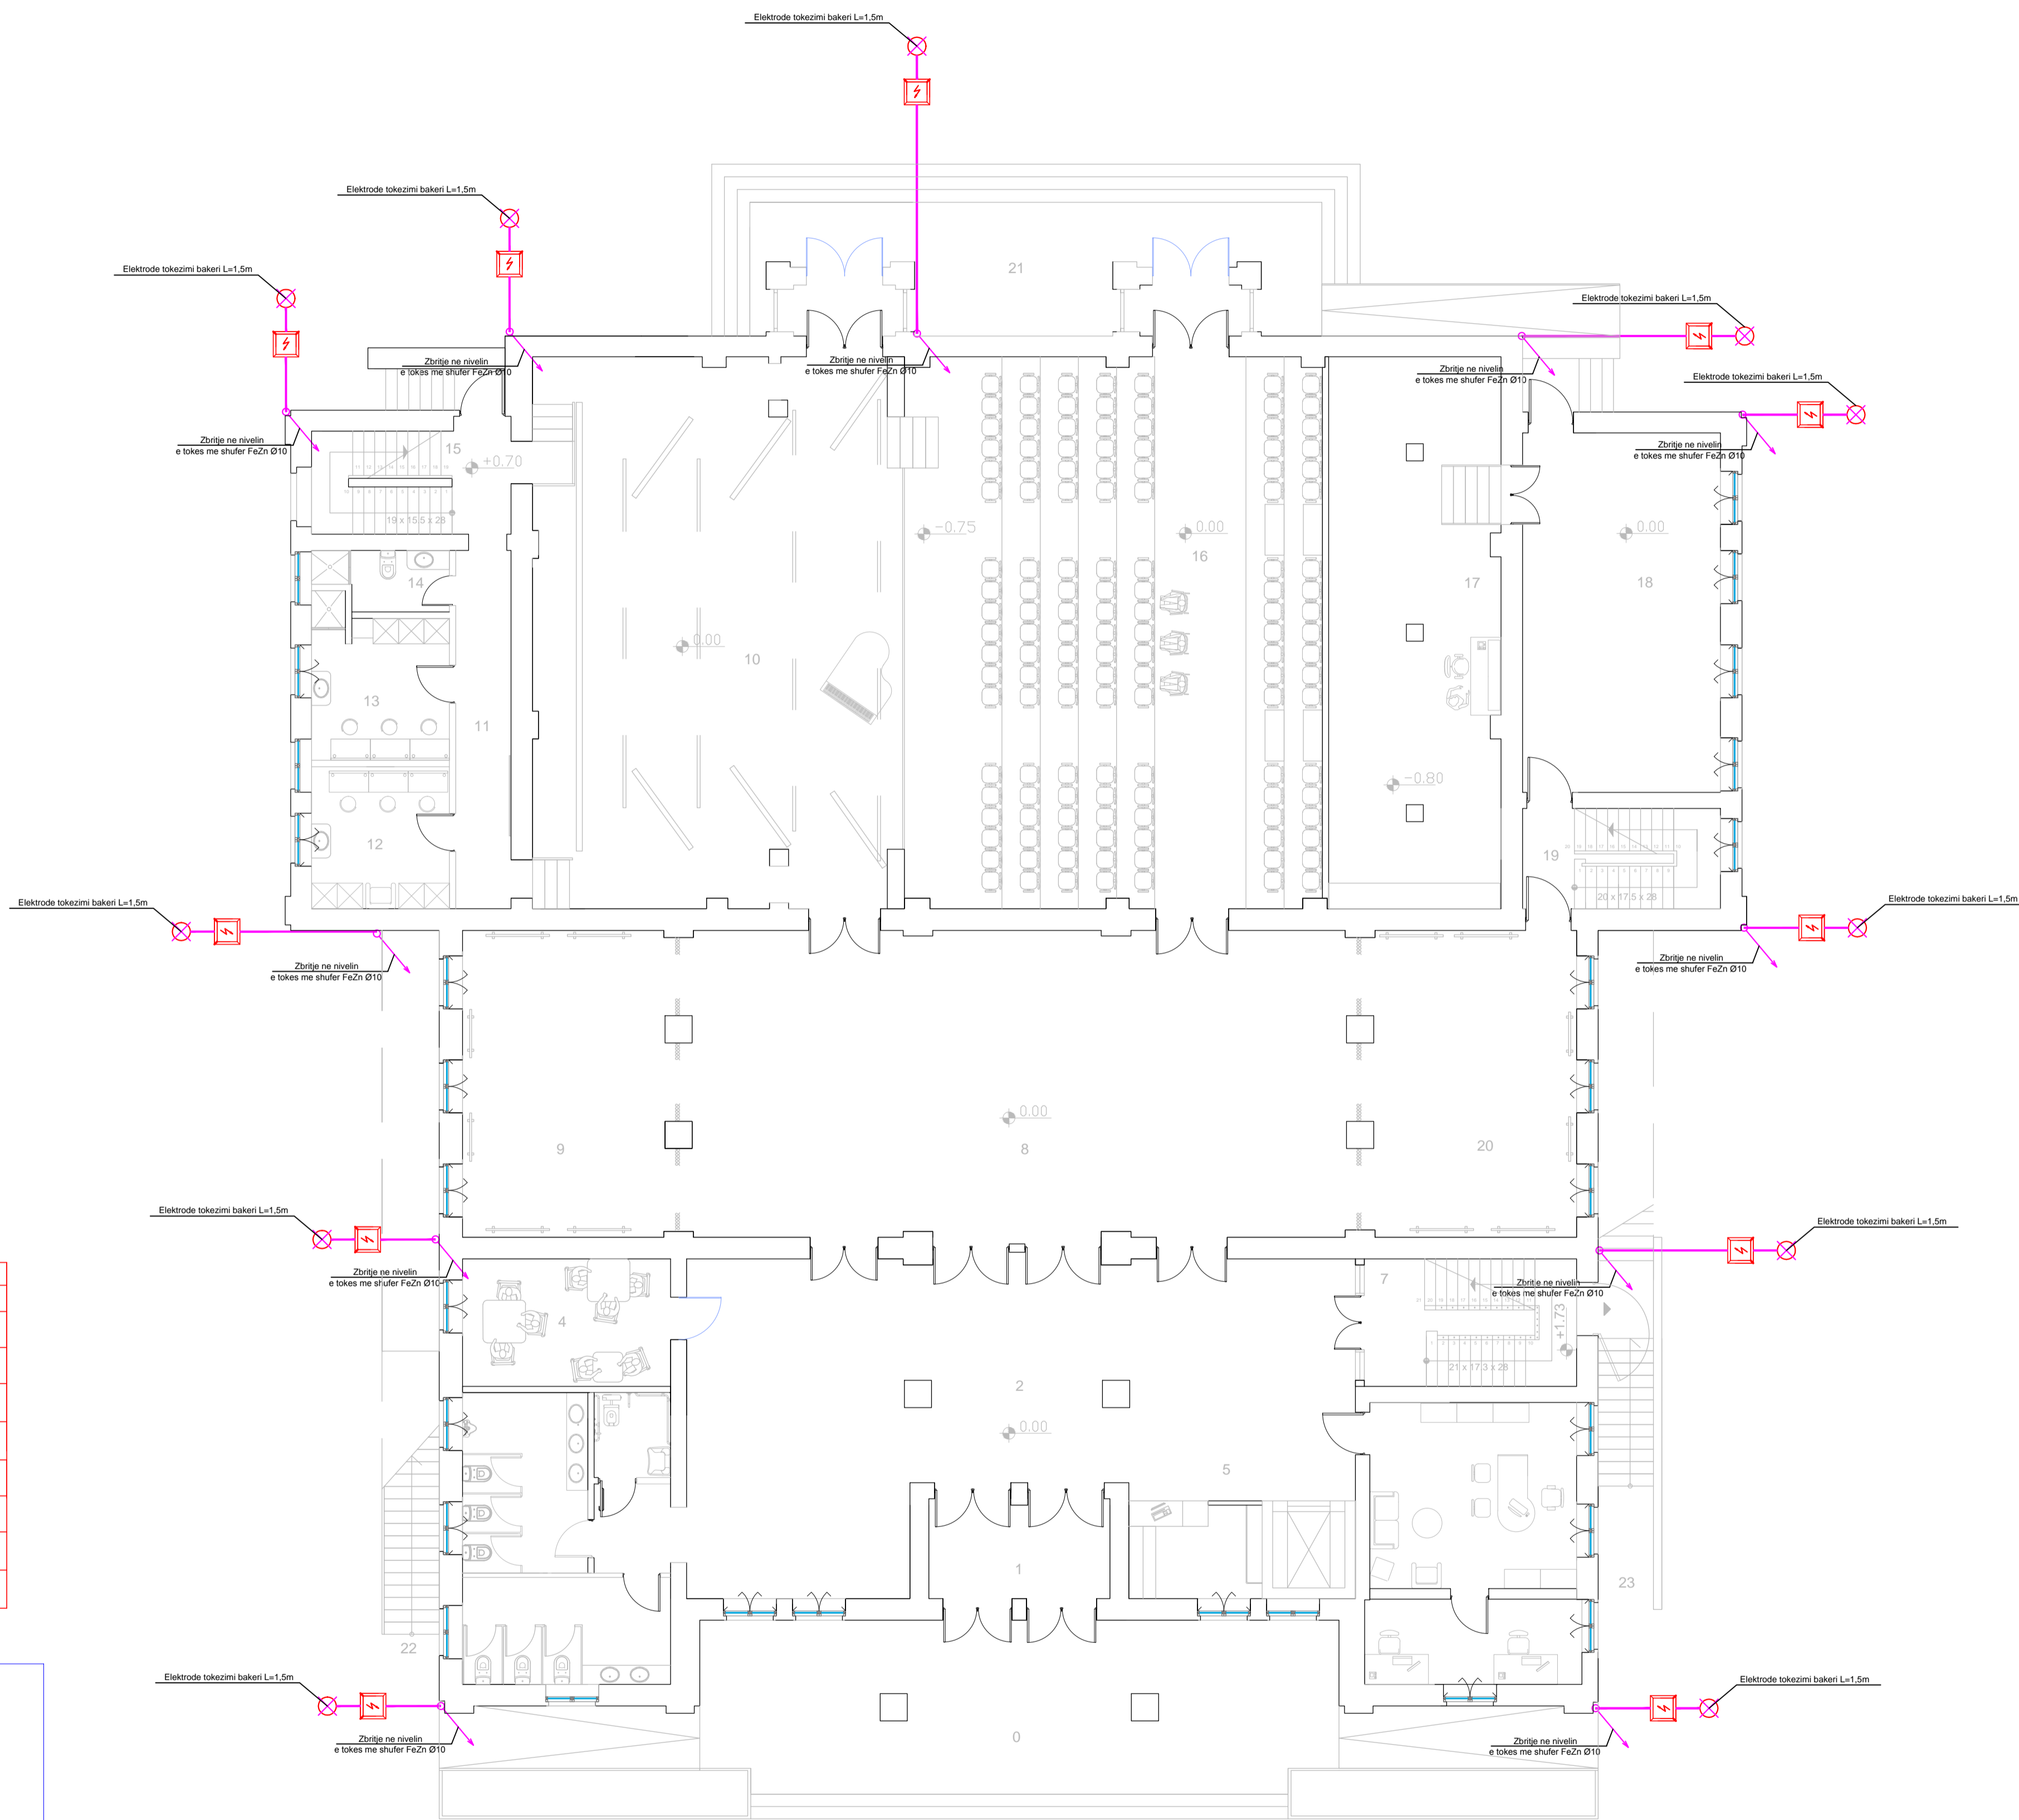 Elektrode tokezimi bakeri L=1,5m
Elektrode tokezimi bakeri L=1,5m
Elektrode tokezimi bakeri L=1,5m
21
Elektrode tokezimi bakeri L=1,5m
Zbritje ne nivelin
e tokes me shufer FeZn Ø10
Zbritje ne nivelin
e tokes me shufer FeZn Ø10
Zbritje ne nivelin
e tokes me shufer FeZn Ø10
Elektrode tokezimi bakeri L=1,5m
Zbritje ne nivelin
e tokes me shufer FeZn Ø10
Zbritje ne nivelin
e tokes me shufer FeZn Ø10
15
+0.70
19 x 15.5 x 28
-0.75
0.00
16
0.00
14
17
18
0.00
10
13
11
-0.80
12
19
20 x 17.5 x 28
Elektrode tokezimi bakeri L=1,5m
Elektrode tokezimi bakeri L=1,5m
Zbritje ne nivelin
e tokes me shufer FeZn Ø10
Zbritje ne nivelin
e tokes me shufer FeZn Ø10
0.00
9
8
20
Elektrode tokezimi bakeri L=1,5m
Elektrode tokezimi bakeri L=1,5m
Zbritje ne nivelin
e tokes me shufer FeZn Ø10
7
Zbritje ne nivelin
e tokes me shufer FeZn Ø10
4
+1.73
21 x 17.3 x 28
2
0.00
5
1
23
22
Elektrode tokezimi bakeri L=1,5m
Elektrode tokezimi bakeri L=1,5m
Zbritje ne nivelin
e tokes me shufer FeZn Ø10
0
Zbritje ne nivelin
e tokes me shufer FeZn Ø10